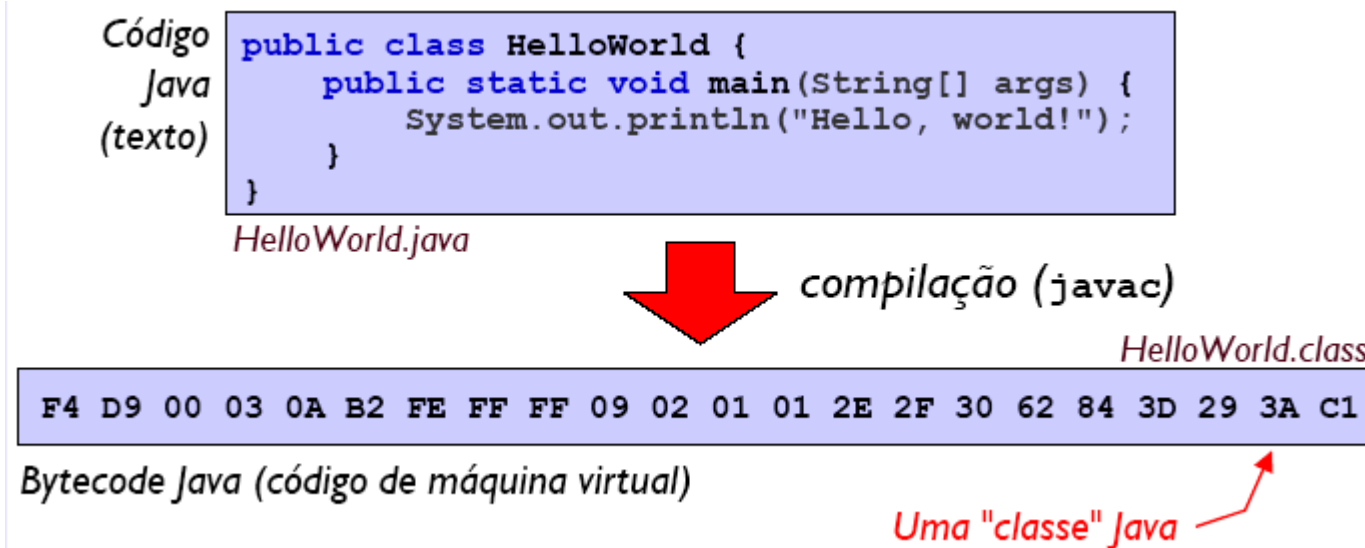 Código
Java
(texto)
public class HelloWorld {
    public static void main(String[] args) {
        System.out.println("Hello, world!");
    }
}
HelloWorld.java
compilação (javac)
HelloWorld.class
F4 D9 00 03 0A B2 FE FF FF 09 02 01 01 2E 2F 30 62 84 3D 29 3A C1
Bytecode Java (código de máquina virtual)
Uma "classe" Java